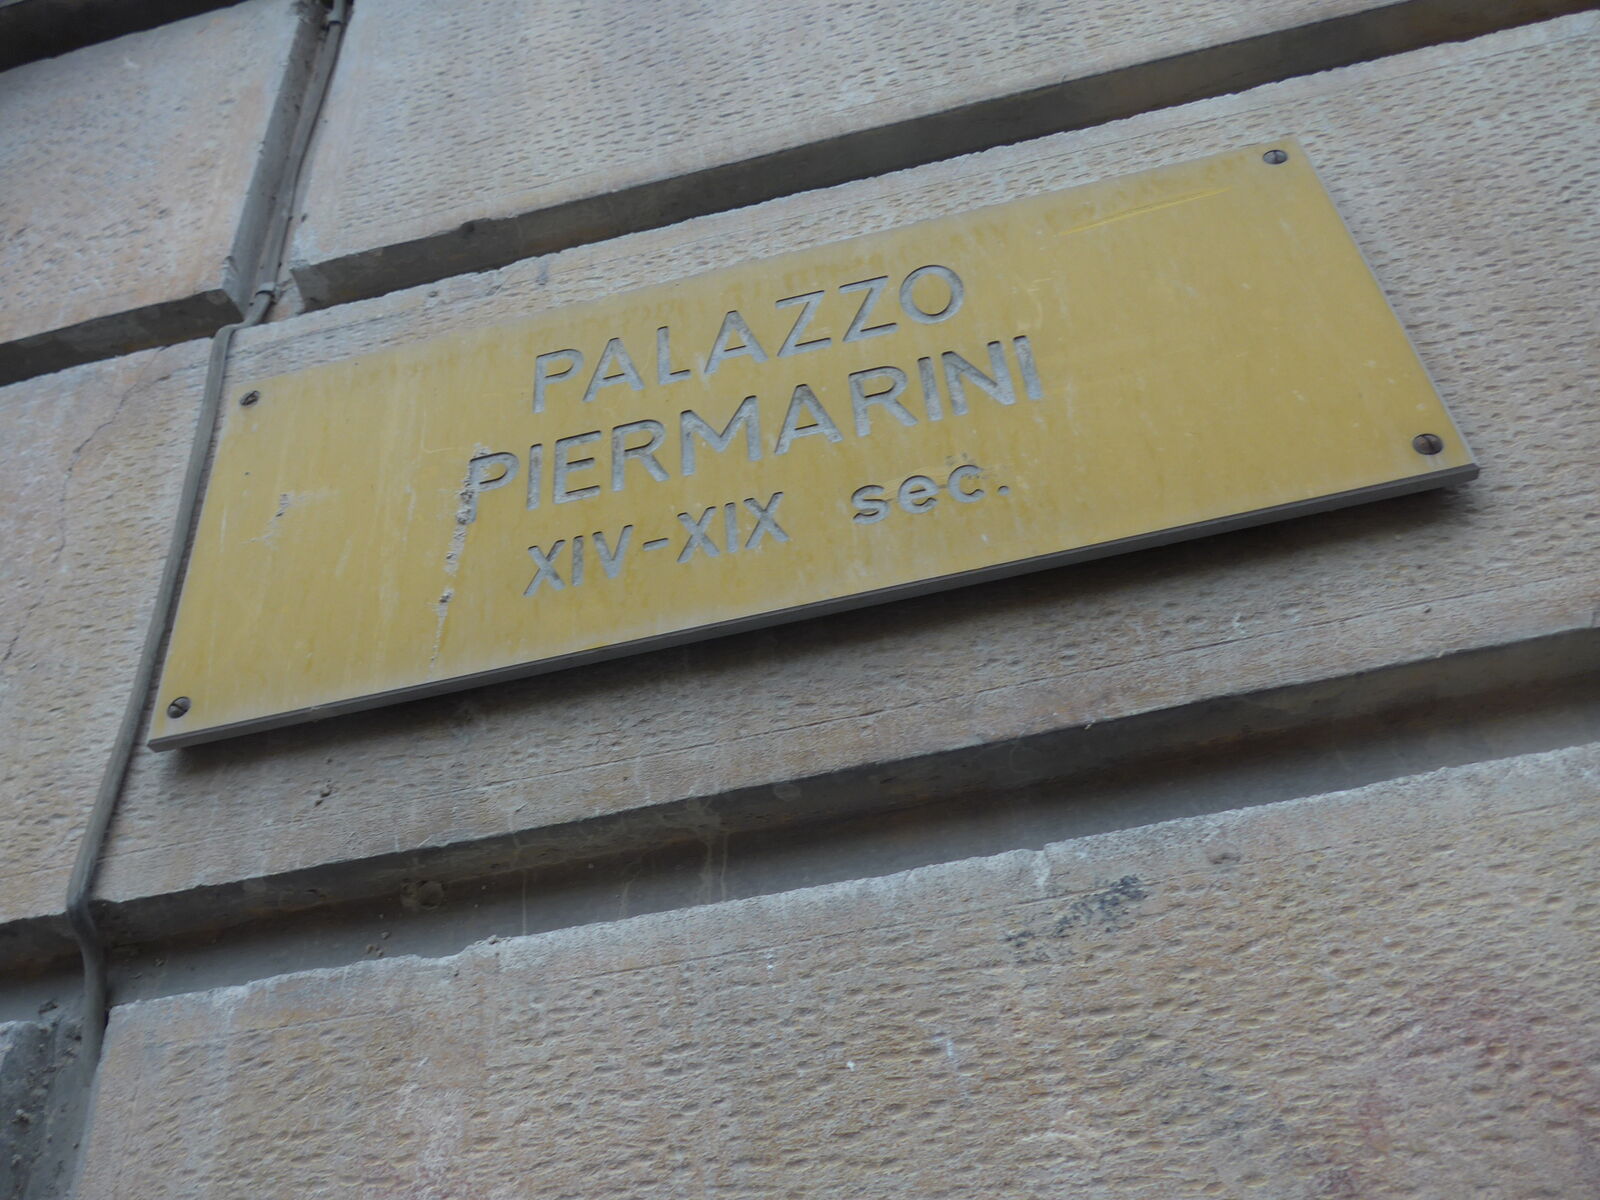 PALAZZO
PIERMARINI
XIV-XIX sec.